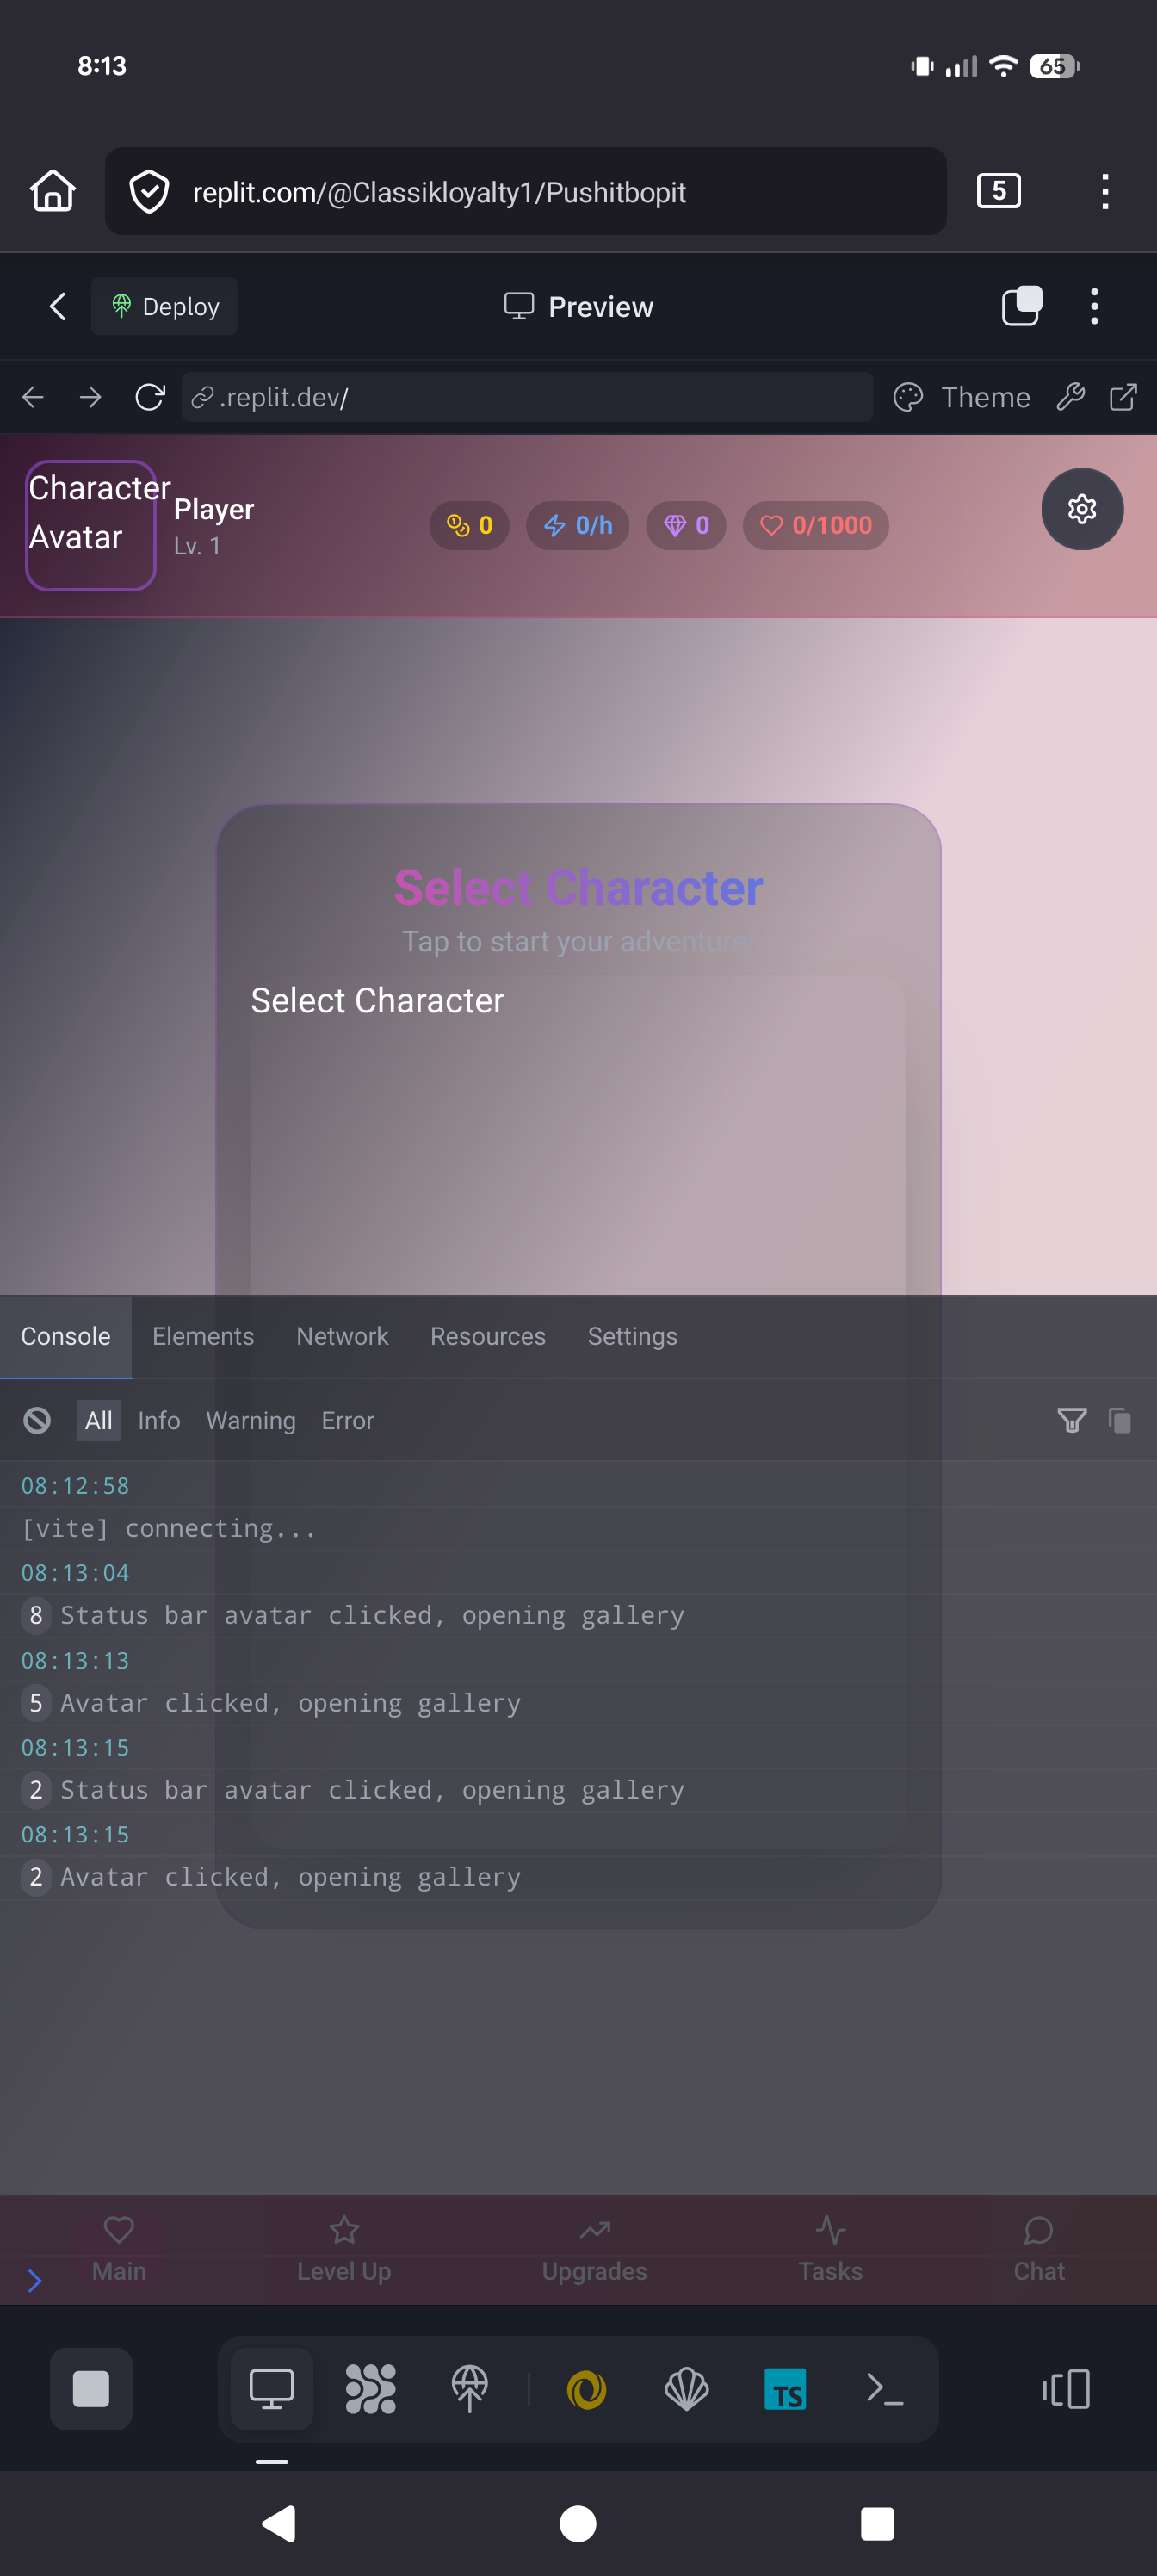 8:13
65
replit.com/@Classikloyalty1/Pushitbopit
5
Deploy
Preview
.replit.dev/
Theme
Character
Avatar
Player
Lv. 1
0
0/h
0
0/1000
Select Character
Tap to start your adventure!
Select Character
Console Elements Network Resources Settings
All Info Warning Error
08:12:58
[vite] connecting...
08:13:04
8 Status bar avatar clicked, opening gallery
08:13:13
5 Avatar clicked, opening gallery
08:13:15
2 Status bar avatar clicked, opening gallery
08:13:15
2 Avatar clicked, opening gallery
Main Level Up Upgrades Tasks Chat
TS